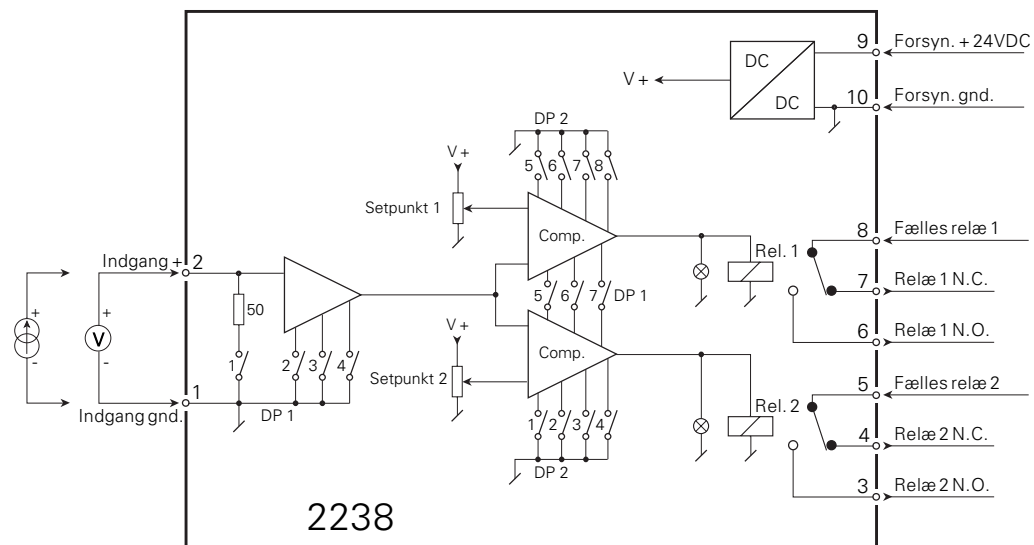 9 Forsyn. + 24VDC
DC
V +
DC
10 Forsyn. gnd.
DP 2
V +
5 6 7 8
Setpunkt 1
Comp.
8 Fælles relæ 1
Rel. 1
Indgang + 2
7 Relæ 1 N.C.
50
5 6 7 DP 1
+ +
V
- -
V +
6 Relæ 1 N.O.
Comp.
1 2 3 4
Setpunkt 2
5 Fælles relæ 2
1
Indgang gnd.
DP 1
Rel. 2
1 2 3 4
4 Relæ 2 N.C.
DP 2
3 Relæ 2 N.O.
2238